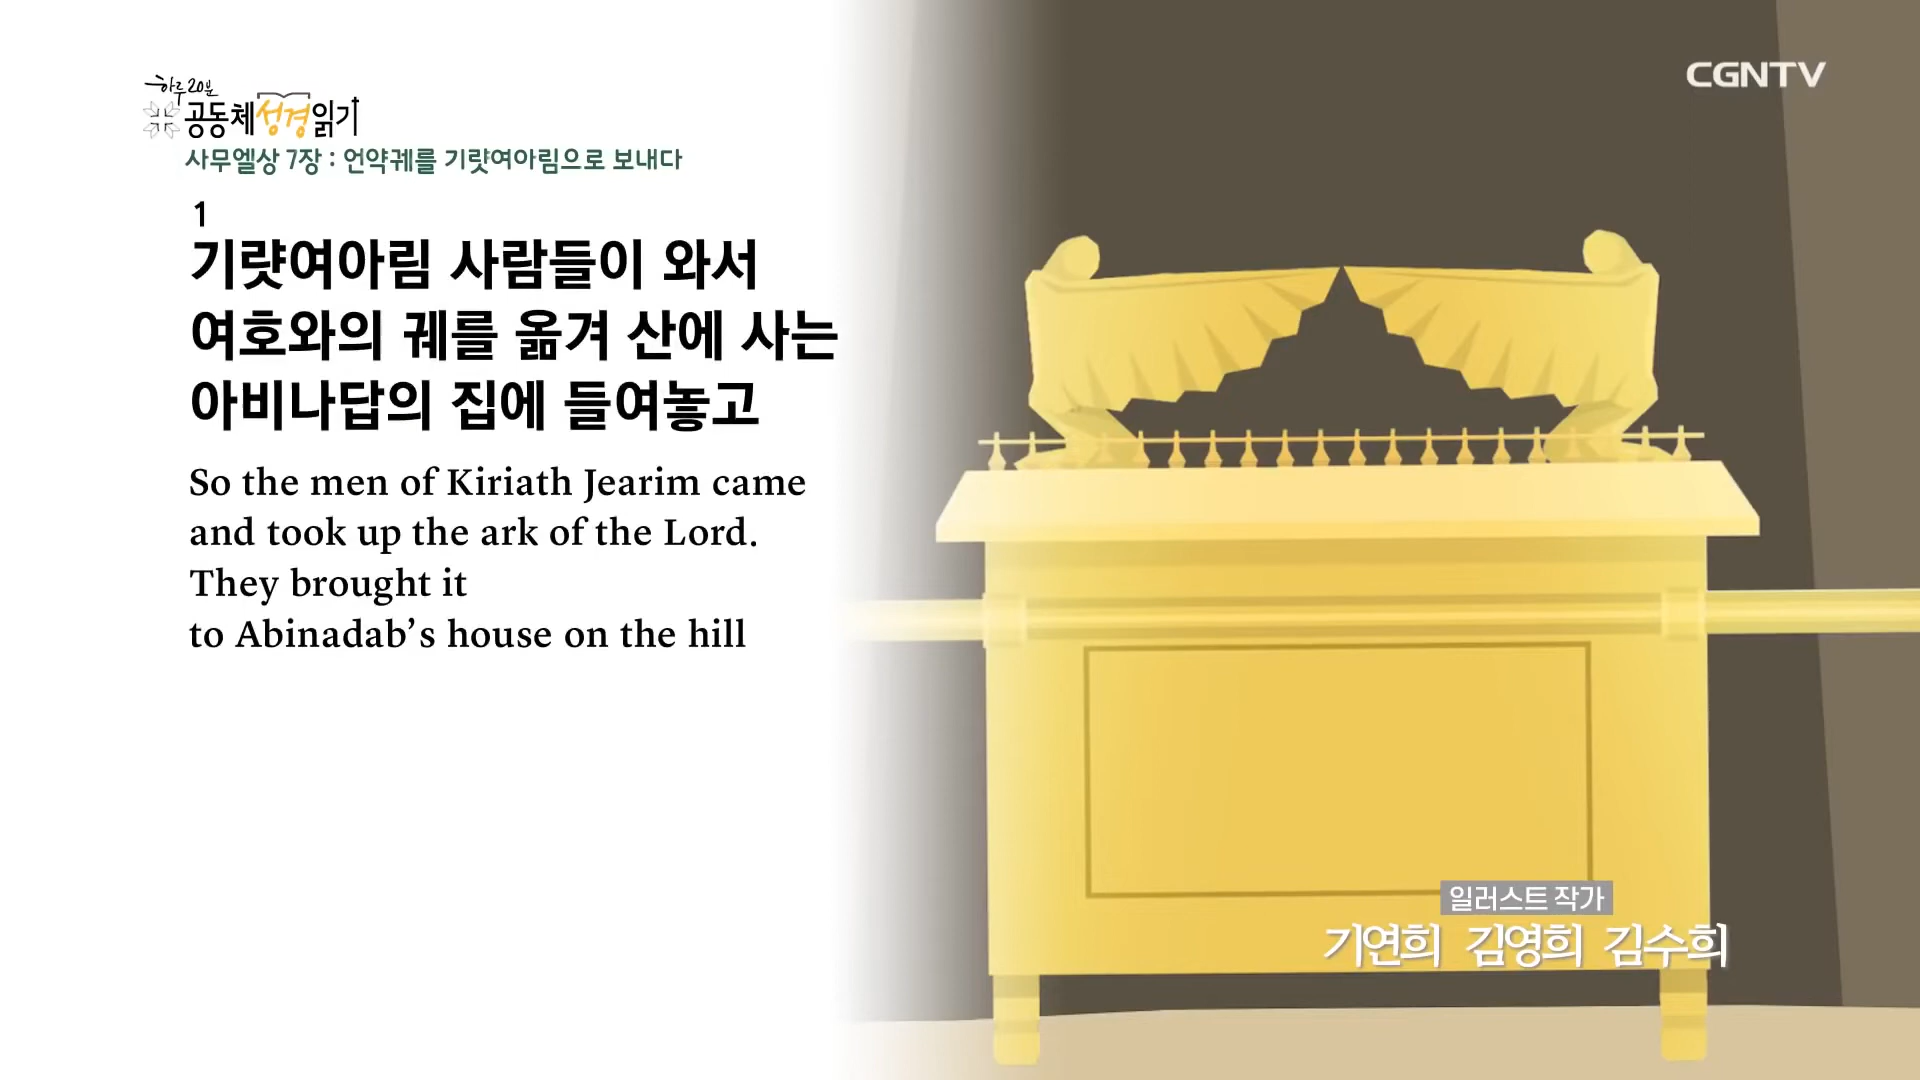 하루 20분
공동체성경읽기
CGNTV
사무엘상 7장 : 언약궤를 기럇여아림으로 보내다
1
기럇여아림 사람들이 와서
여호와의 궤를 옮겨 산에 사는
아비나답의 집에 들여놓고
So the men of Kiriath Jearim came
and took up the ark of the Lord.
They brought it
to Abinadab’s house on the hill
일러스트 작가
기연희 김영희 김수희